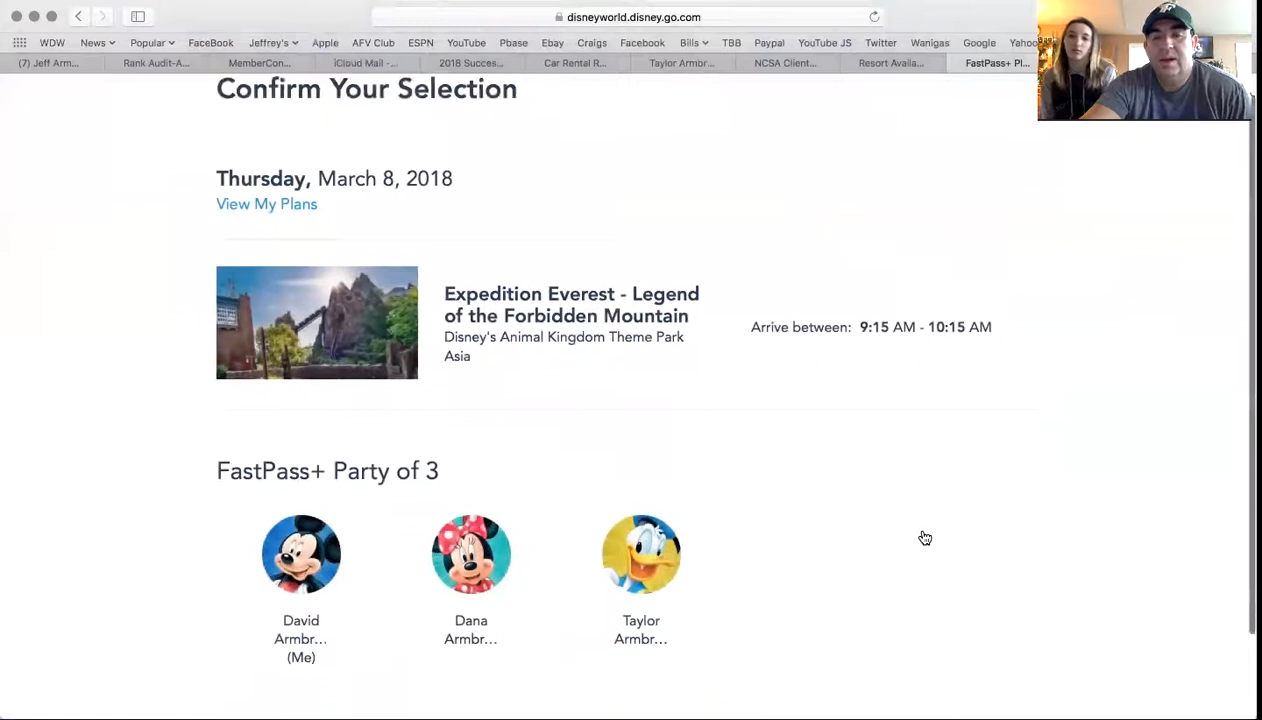 disneyworld.disney.go.com
WDW News Popular FaceBook Jeffrey's Apple AFV Club ESPN YouTube Pbase Ebay Craigs Facebook Bills TBB Paypal YouTube JS Twitter Wanigas Google Yahoo
(7) Jeff Arm... Rank Audit-A... MemberCon... iCloud Mail -... 2018 Succes... Car Rental R... Taylor Armbr... NCSA Client... Resort Availa... FastPass+ Pl...
Confirm Your Selection
Thursday, March 8, 2018
View My Plans
Expedition Everest - Legend
of the Forbidden Mountain
Disney's Animal Kingdom Theme Park
Asia
Arrive between: 9:15 AM - 10:15 AM
FastPass+ Party of 3
David
Armbr...
(Me)
Dana
Armbr...
Taylor
Armbr...